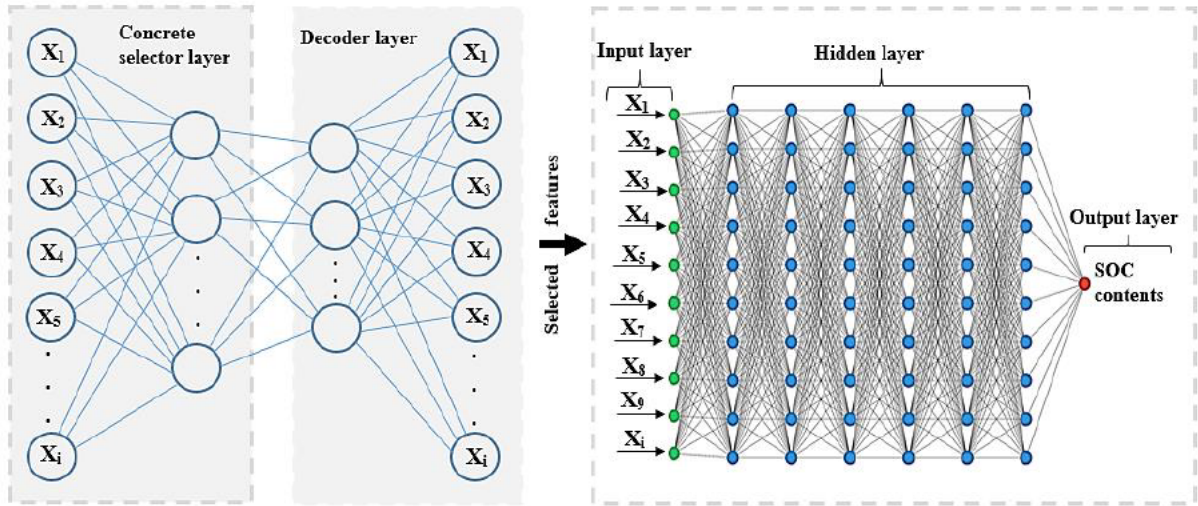 Concrete
selector layer
X1
X2
X3
X4
X5
Xi
Decoder layer
X1
X2
X3
X4
X5
Xi
Selected features
Input layer
X1
X2
X3
X4
X5
X6
X7
X8
X9
Xi
Hidden layer
Output layer
SOC
contents